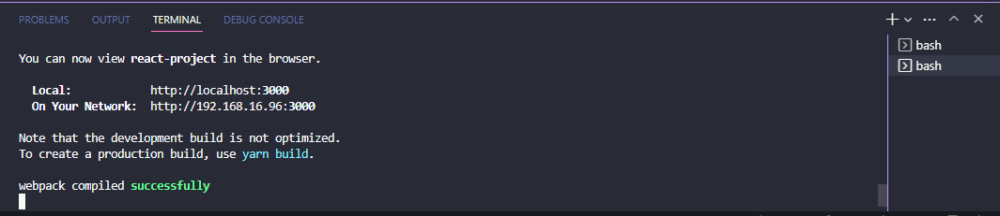 PROBLEMS OUTPUT TERMINAL DEBUG CONSOLE
You can now view react-project in the browser.
Local: http://localhost:3000
On Your Network: http://192.168.16.96:3000
Note that the development build is not optimized.
To create a production build, use yarn build.
webpack compiled successfully
bash
bash